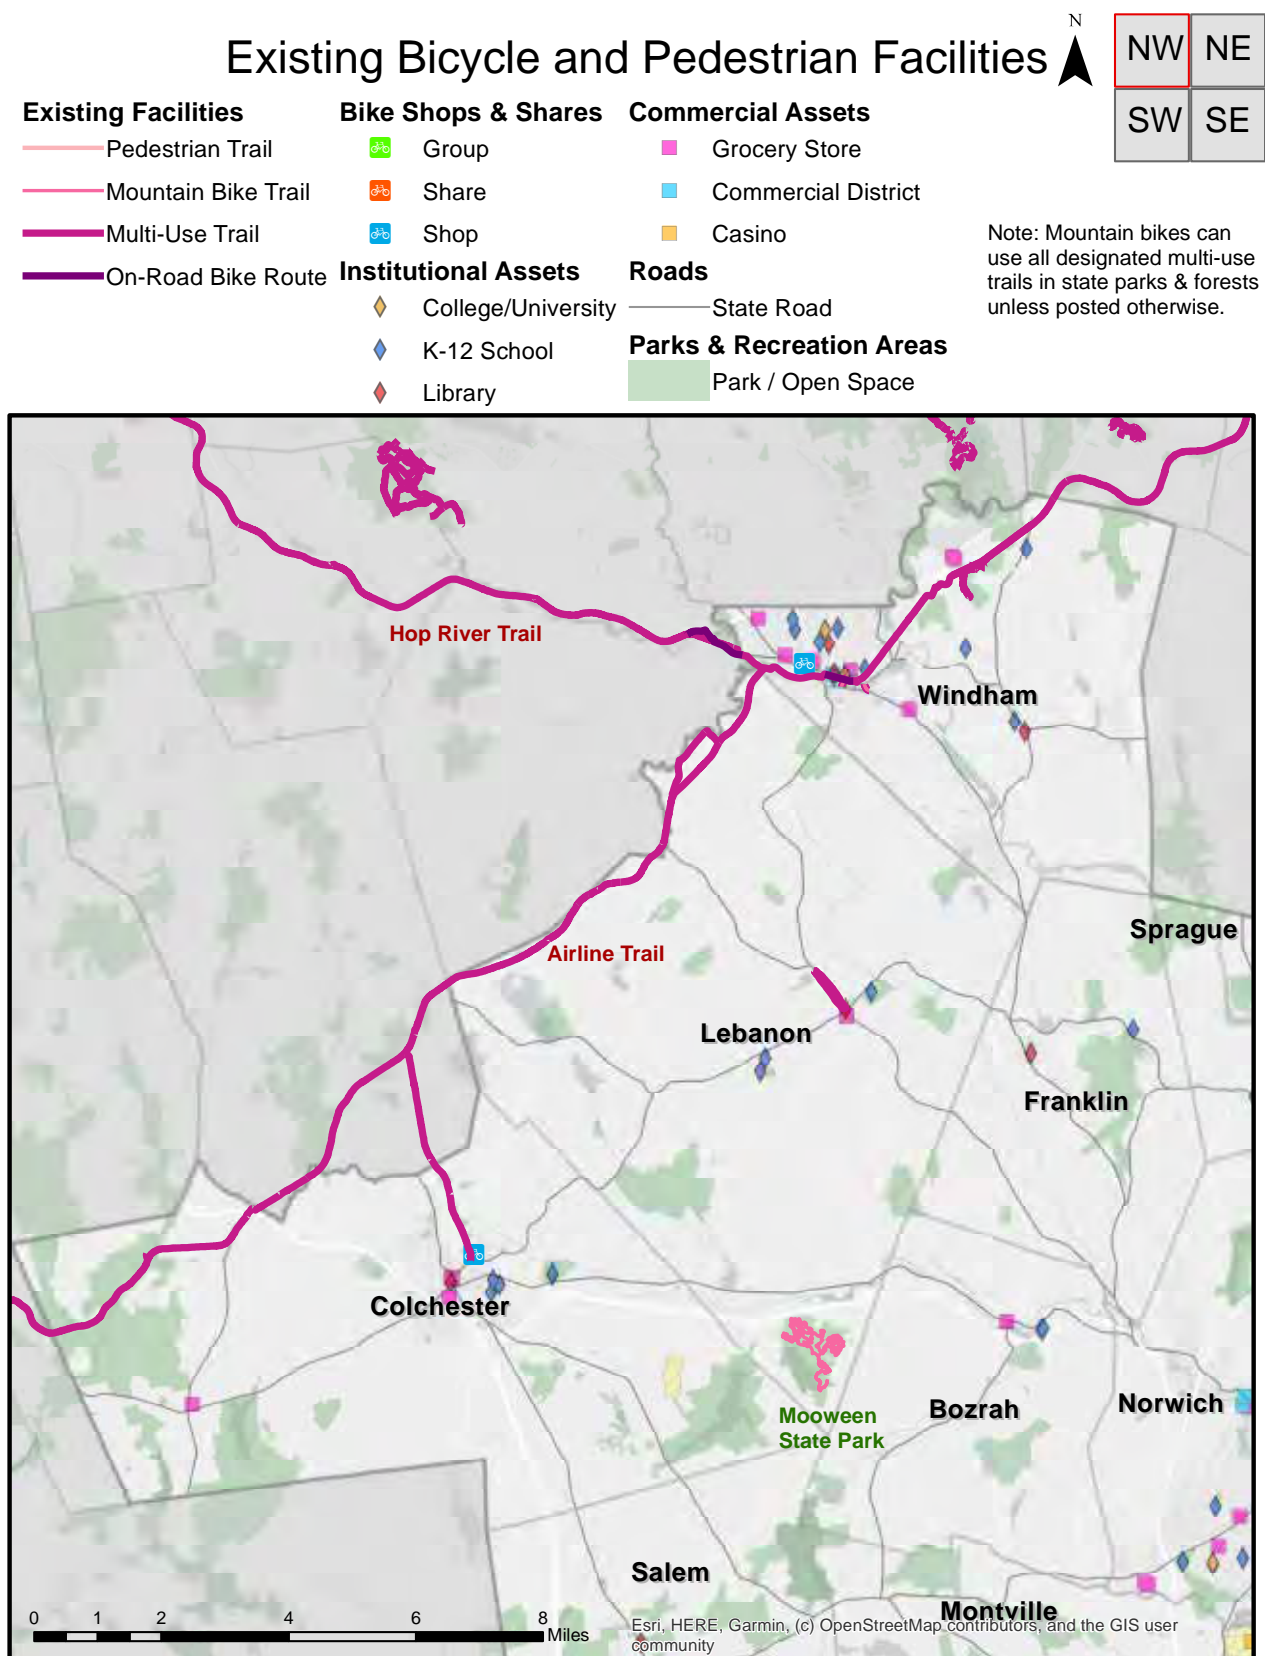 N
Existing Bicycle and Pedestrian Facilities
NW NE
SW SE
Existing Facilities
Pedestrian Trail
Mountain Bike Trail
Multi-Use Trail
On-Road Bike Route
Bike Shops & Shares
Group
Share
Shop
Institutional Assets
College/University
K-12 School
Library
Commercial Assets
Grocery Store
Commercial District
Casino
Roads
State Road
Parks & Recreation Areas
Park / Open Space
Note: Mountain bikes can
use all designated multi-use
trails in state parks & forests
unless posted otherwise.
Hop River Trail
Windham
Sprague
Airline Trail
Lebanon
Franklin
Colchester
Mooween
State Park
Bozrah
Norwich
Salem
Montville
0 1 2 4 6 8
Miles
Esri, HERE, Garmin, (c) OpenStreetMap contributors, and the GIS user
community